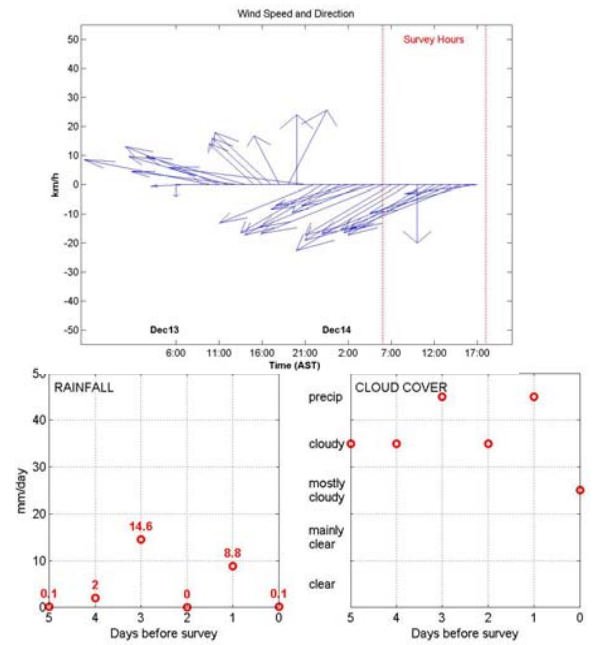 Wind Speed and Direction
50
40
30
20
10
0
-10
-20
-30
-40
-50
km/h
Survey Hours
Dec13
Dec14
6:00 11:00 16:00 21:00 2:00 7:00 12:00 17:00
Time (AST)
RAINFALL
50
40
30
20
10
0
mm/day
0.1
2
14.6
0
8.8
0.1
5 4 3 2 1 0
Days before survey
CLOUD COVER
precip
cloudy
mostly
cloudy
mainly
clear
clear
5 4 3 2 1 0
Days before survey